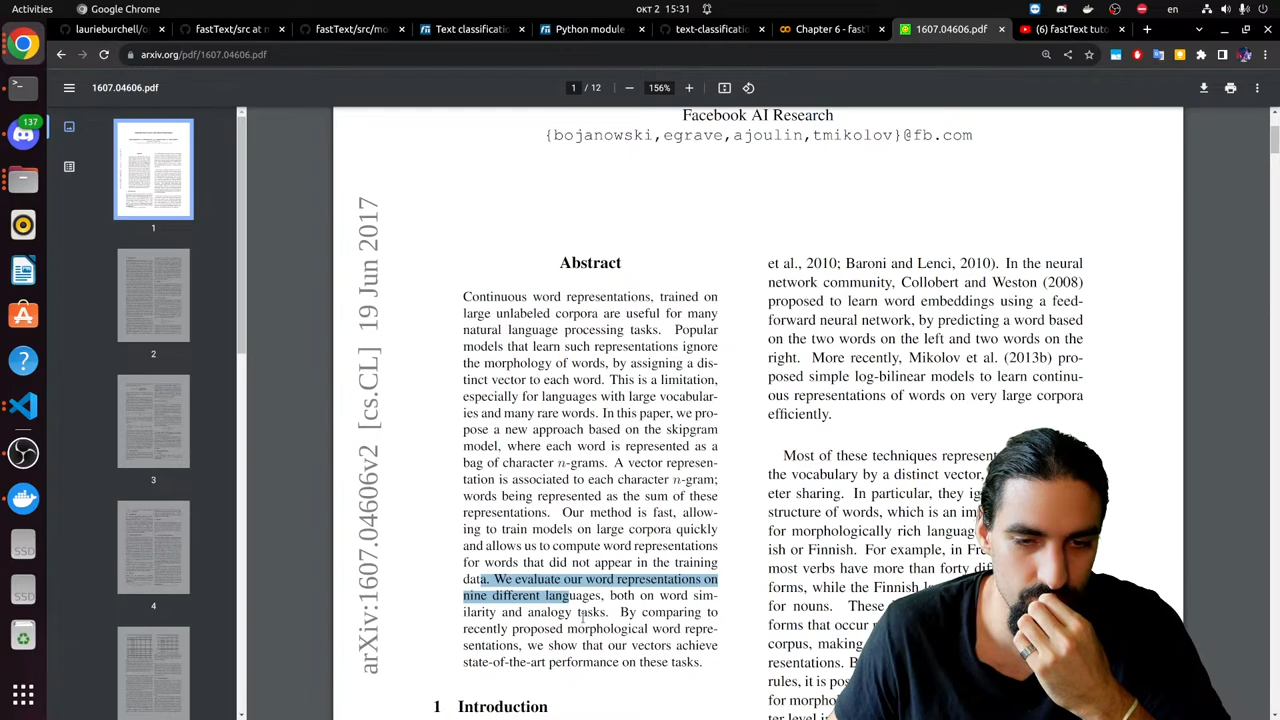 Activities
Google Chrome
окт 2 15:31
en
laurieburchell/op
fastText/src at m
fastText/src/mo
Text classificatio
Python module
text-classificatio
Chapter 6 - fastT
1607.04606.pdf
(6) fastText tuto
arxiv.org/pdf/1607.04606.pdf
1607.04606.pdf
1 / 12
156%
137
1
2
3
4
SSD
SSD
arXiv:1607.04606v2 [cs.CL] 19 Jun 2017
Facebook AI Research
Abstract
Continuous word representations, trained on
large unlabeled corpora are useful for many
natural language processing tasks. Popular
models that learn such representations ignore
the morphology of words, by assigning a dis-
tinct vector to each word. This is a limitation,
especially for languages with large vocabular-
ies and many rare words. In this paper, we pro-
pose a new approach based on the skipgram
model, where each word is represented as a
bag of character n-grams. A vector represen-
tation is associated to each character n-gram;
words being represented as the sum of these
representations. Our method is fast, allow-
ing to train models on large corpora quickly
and allows us to compute word representations
for words that did not appear in the training
data. We evaluate our word representations on
nine different languages, both on word sim-
ilarity and analogy tasks. By comparing to
recently proposed morphological word repre-
sentations, we show that our vectors achieve
state-of-the-art performance on these tasks.
1 Introduction
et al., 2010; Baroni and Lenci, 2010). In the neural
network community, Collobert and Weston (2008)
proposed to learn word embeddings using a feed-
forward neural network, by predicting a word based
on the two words on the left and two words on the
right. More recently, Mikolov et al. (2013b) pro-
posed simple log-bilinear models to learn continu-
ous representations of words on very large corpora
efficiently.
Most of these techniques represent
the vocabulary by a distinct vector,
eter sharing. In particular, they ig
structure of words, which is an im
for morphologically rich language
ish or Finnish. For example, in Fre
most verbs have more than forty dif
forms, while the Finnish l
for nouns. These
forms that occur
corpus, ma
resentation
rules, it is
for morph
ter level i